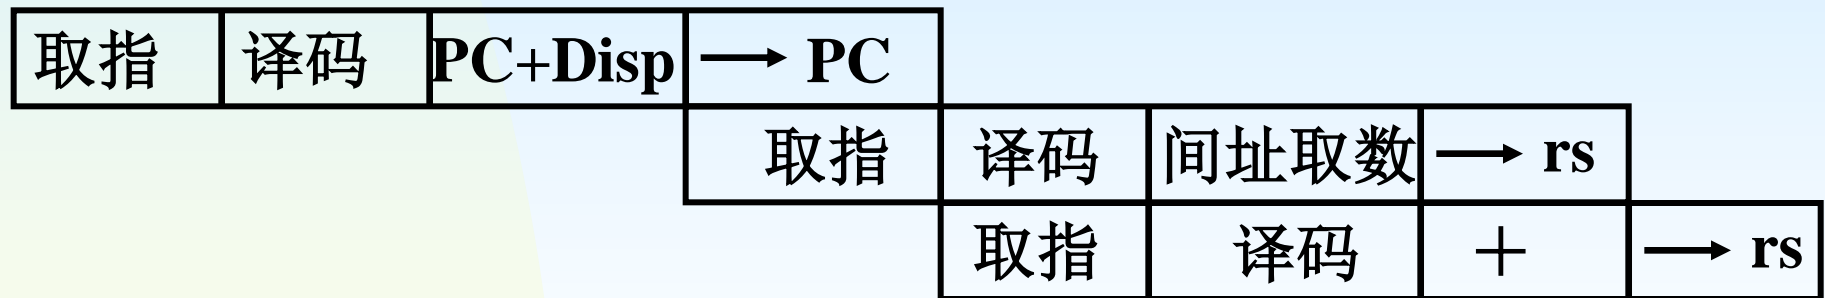 取指 译码 PC+Disp → PC
取指 译码 间址取数 → rs
取指 译码 + → rs